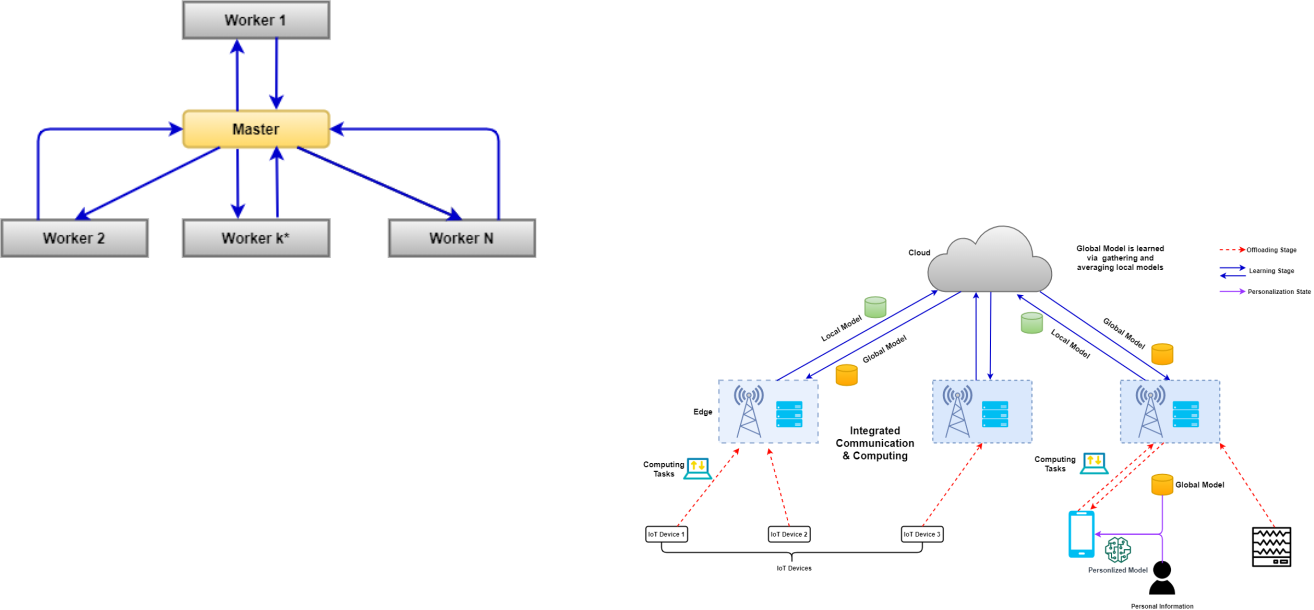 Worker 1
Master
Worker 2
Worker k*
Worker N
Cloud
Global Model is learned
via gathering and
averaging local models
Offloading Stage
Learning Stage
Personalization State
Local Model
Global Model
Local Model
Global Model
Edge
Integrated
Communication
& Computing
Computing
Tasks
Computing
Tasks
Global Model
IoT Device 1
IoT Device 2
IoT Device 3
IoT Devices
Personlized Model
Personal Information